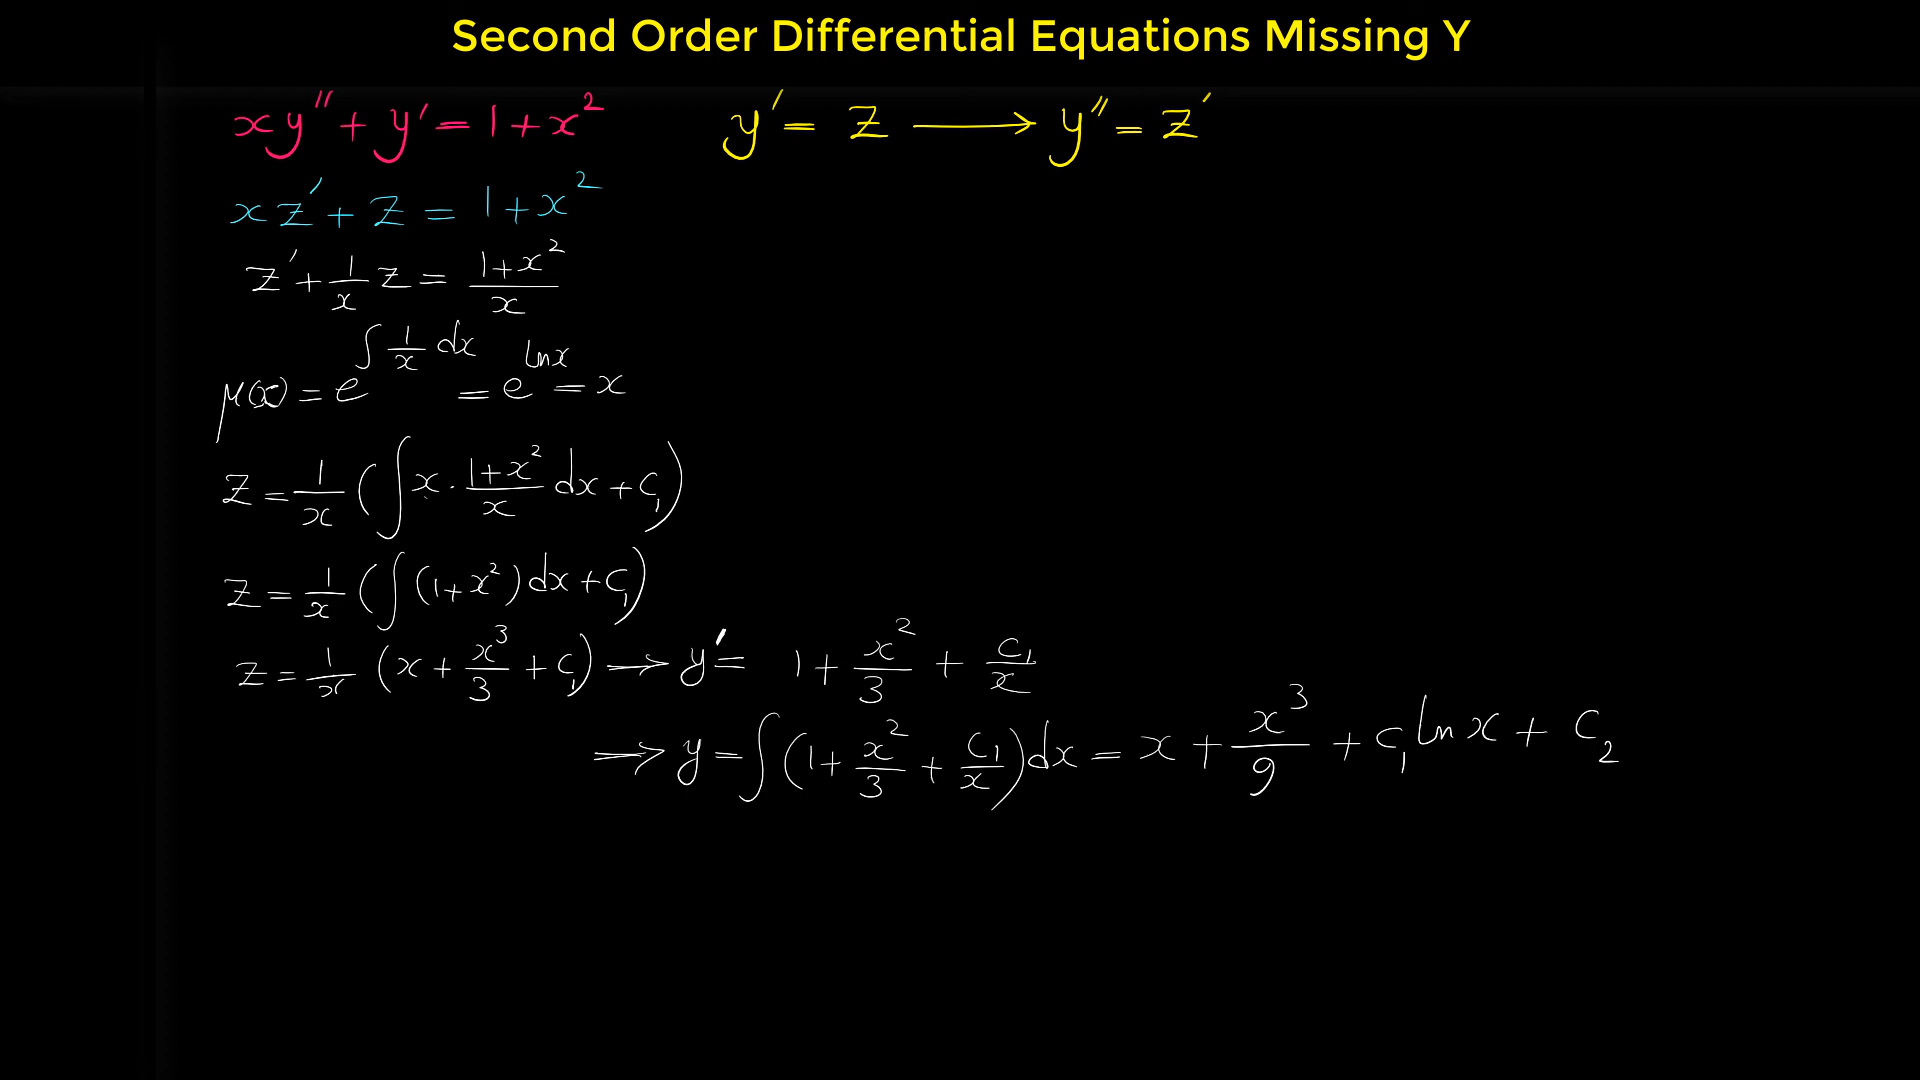 Second Order Differential Equations Missing Y
xy'' + y' = 1 + x² y' = z ⟶ y'' = z'
xz' + z = 1 + x²
z' + 1/x z = (1+x²)/x
μ(x) = e^(∫ 1/x dx) = e^(ln x) = x
z = 1/x (∫ x · (1+x²)/x dx + C₁)
z = 1/x (∫ (1+x²) dx + C₁)
z = 1/x (x + x³/3 + C₁) ⟶ y' = 1 + x²/3 + C₁/x
⟹ y = ∫ (1 + x²/3 + C₁/x) dx = x + x³/9 + C₁ ln x + C₂